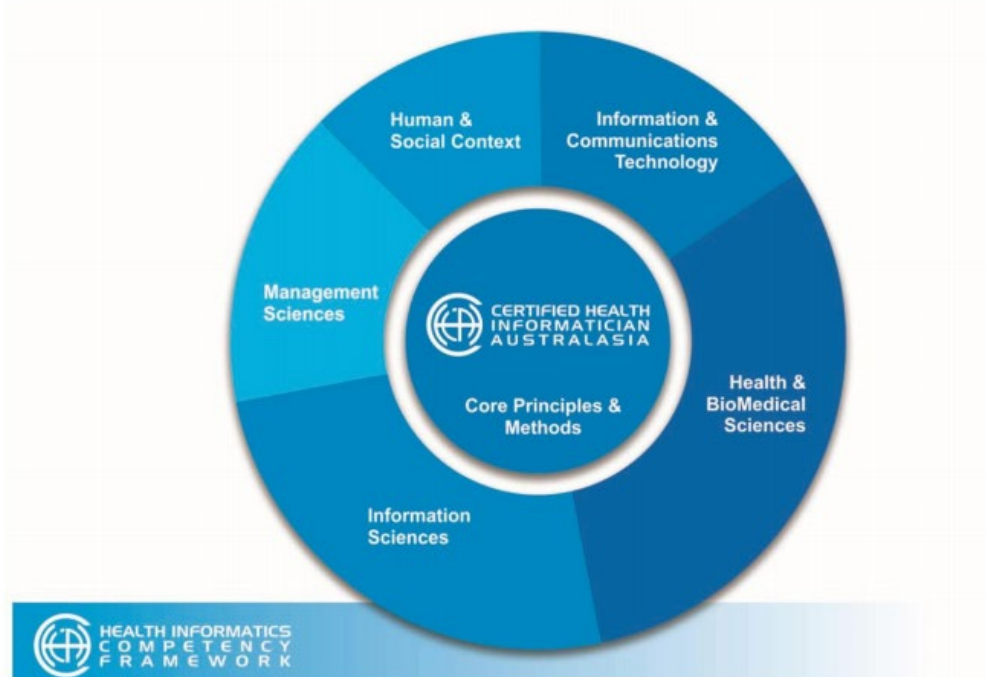 Human &
Social Context
Information &
Communications
Technology
Management
Sciences
CERTIFIED HEALTH
INFORMATICIAN
AUSTRALASIA
Core Principles &
Methods
Health &
BioMedical
Sciences
Information
Sciences
HEALTH INFORMATICS
COMPETENCY
FRAMEWORK